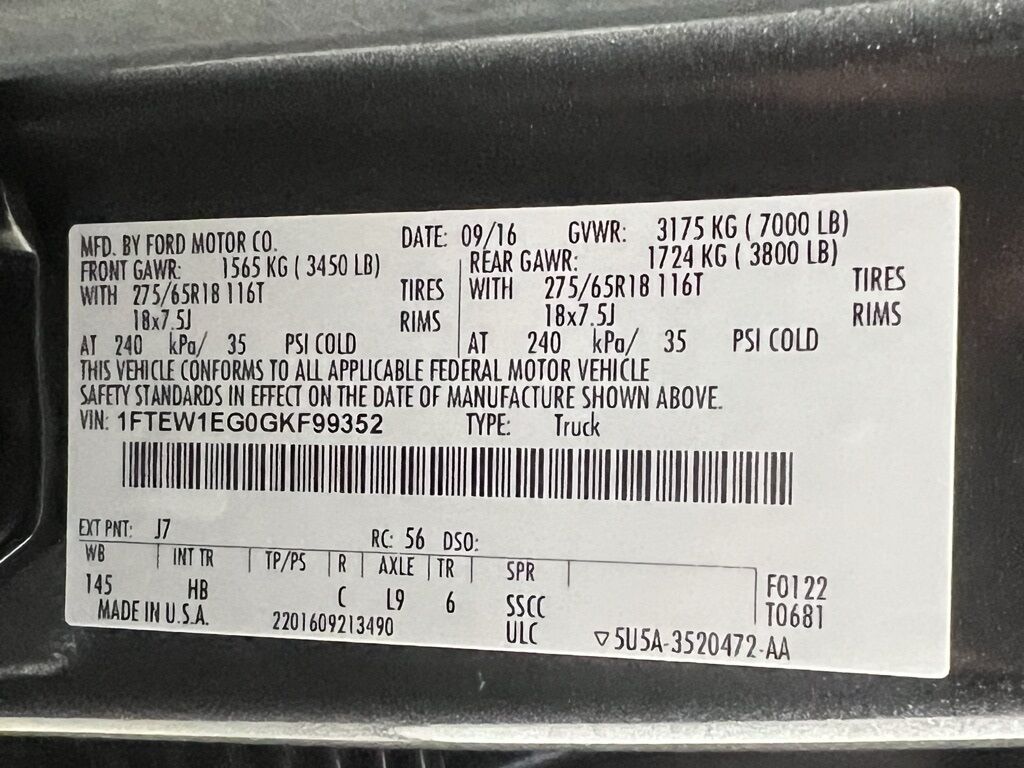 MFD. BY FORD MOTOR CO. DATE: 09/16 GVWR: 3175 KG ( 7000 LB)
FRONT GAWR: 1565 KG ( 3450 LB) REAR GAWR: 1724 KG ( 3800 LB)
WITH 275/65R18 116T TIRES WITH 275/65R18 116T TIRES
18x7.5J RIMS 18x7.5J RIMS
AT 240 kPa/ 35 PSI COLD AT 240 kPa/ 35 PSI COLD
THIS VEHICLE CONFORMS TO ALL APPLICABLE FEDERAL MOTOR VEHICLE
SAFETY STANDARDS IN EFFECT ON THE DATE OF MANUFACTURE SHOWN ABOVE.
VIN: 1FTEW1EG0GKF99352 TYPE: Truck
EXT PNT: J7 RC: 56 DSO:
WB INT TR TP/PS R AXLE TR SPR
145 HB C L9 6 SSCC F0122
MADE IN U.S.A. 2201609213490 ULC T0681
▽5U5A-3520472-AA